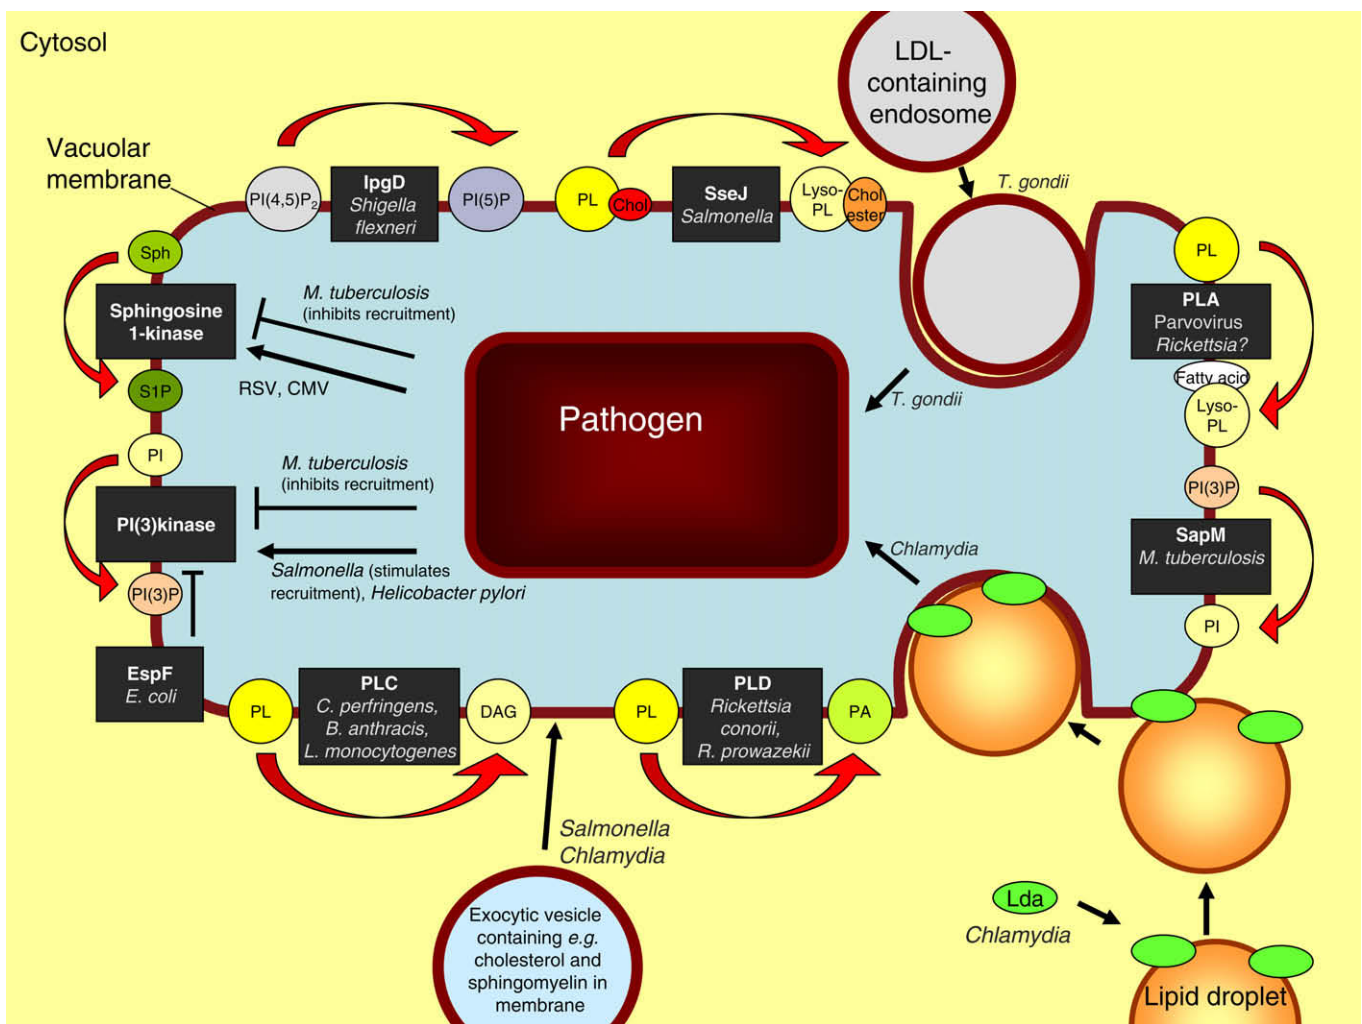 Cytosol
LDL-
containing
endosome
Vacuolar
membrane
T. gondii
PI(4,5)P2
IpgD
Shigella
flexneri
PI(5)P
PL
Chol
SseJ
Salmonella
Lyso-
PL
Chol
ester
Sph
PL
Sphingosine
1-kinase
M. tuberculosis
(inhibits recruitment)
PLA
Parvovirus
Rickettsia?
RSV, CMV
S1P
T. gondii
Fatty acid
Lyso-
PL
Pathogen
PI
M. tuberculosis
(inhibits recruitment)
PI(3)P
PI(3)kinase
SapM
M. tuberculosis
Chlamydia
Salmonella (stimulates
recruitment), Helicobacter pylori
PI(3)P
PI
EspF
E. coli
PL
PLC
C. perfringens,
B. anthracis,
L. monocytogenes
DAG
PL
PLD
Rickettsia
conorii,
R. prowazekii
PA
Salmonella
Chlamydia
Exocytic vesicle
containing e.g.
cholesterol and
sphingomyelin in
membrane
Lda
Chlamydia
Lipid droplet